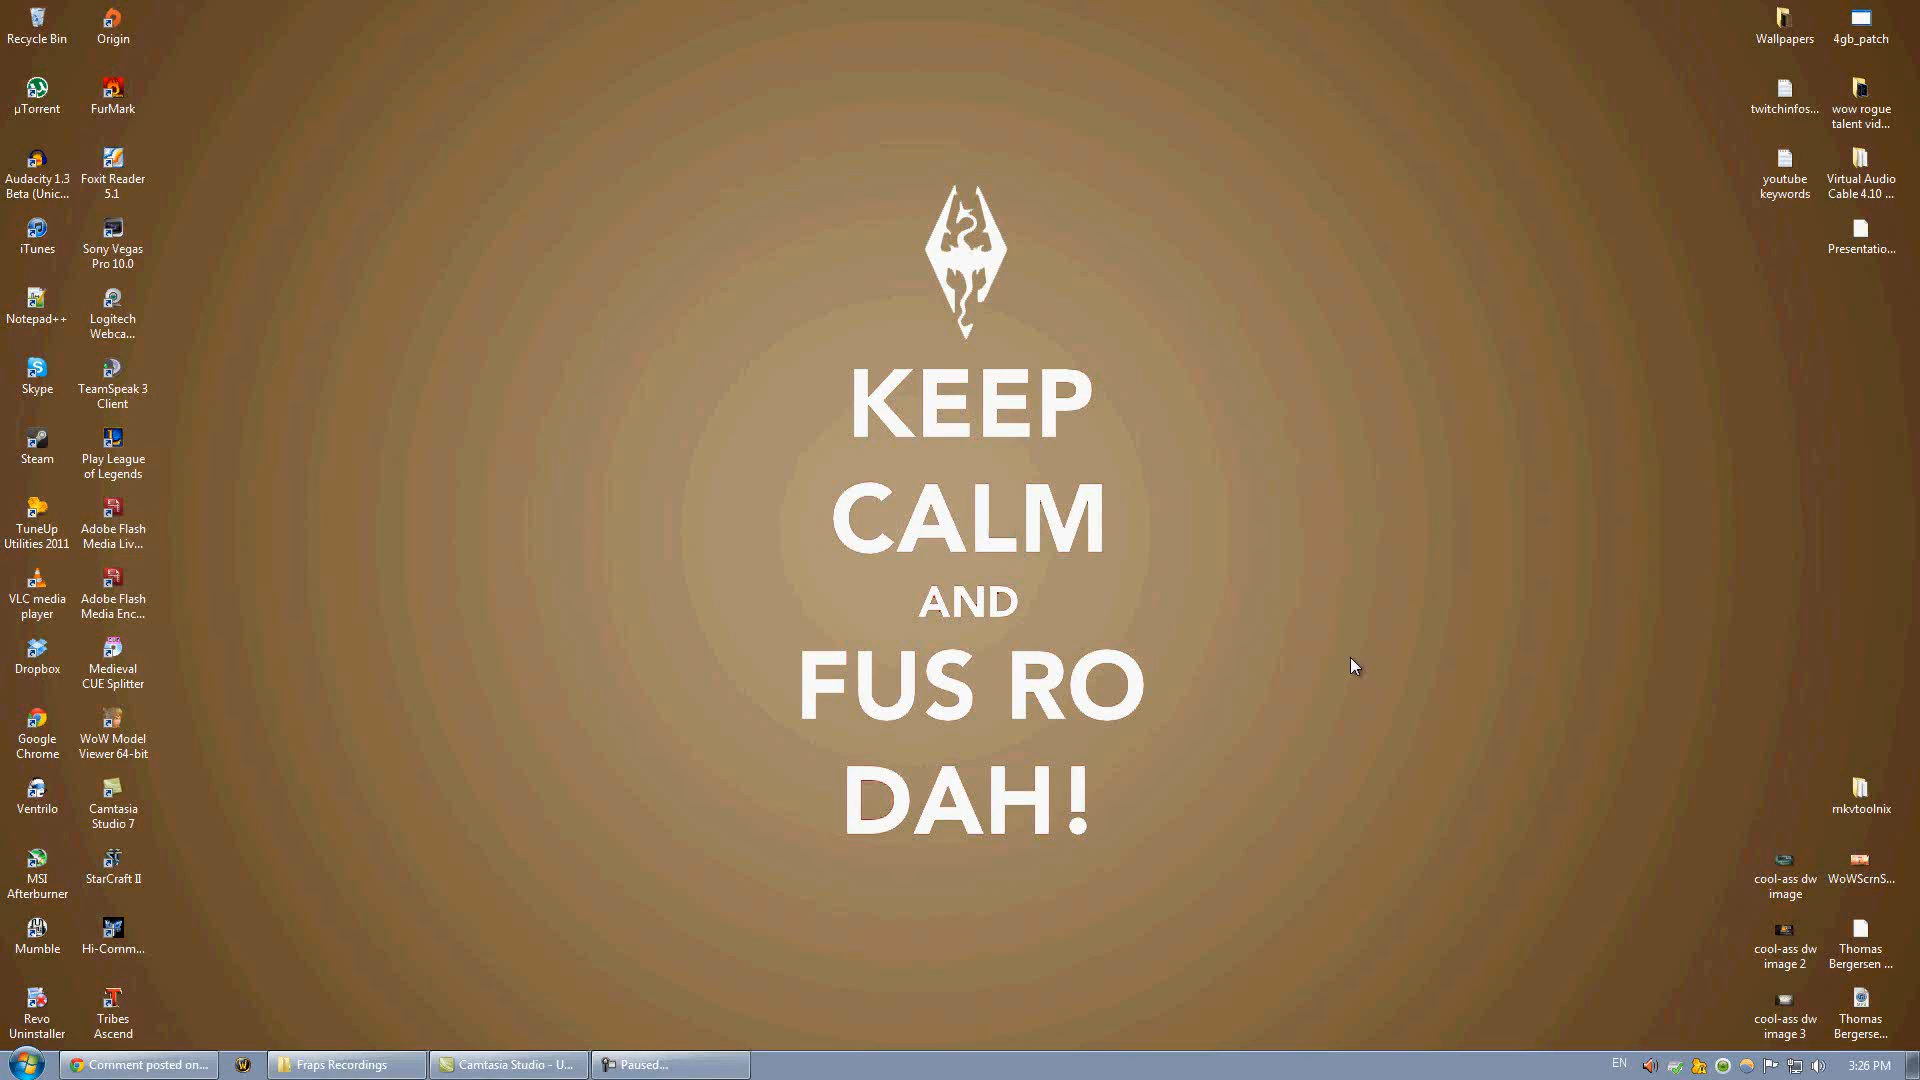 Recycle Bin
Origin
µTorrent
FurMark
Audacity 1.3
Beta (Unic...
Foxit Reader
5.1
iTunes
Sony Vegas
Pro 10.0
Notepad++
Logitech
Webca...
Skype
TeamSpeak 3
Client
Steam
Play League
of Legends
TuneUp
Utilities 2011
Adobe Flash
Media Liv...
VLC media
player
Adobe Flash
Media Enc...
Dropbox
Medieval
CUE Splitter
Google
Chrome
WoW Model
Viewer 64-bit
Ventrilo
Camtasia
Studio 7
MSI
Afterburner
StarCraft II
Mumble
Hi-Comm...
Revo
Uninstaller
Tribes
Ascend
KEEP
CALM
AND
FUS RO
DAH!
Wallpapers
4gb_patch
twitchinfos...
wow rogue
talent vid...
youtube
keywords
Virtual Audio
Cable 4.10 ...
Presentatio...
mkvtoolnix
cool-ass dw
image
WoWScrnS...
cool-ass dw
image 2
Thomas
Bergersen ...
cool-ass dw
image 3
Thomas
Bergerse...
Comment posted on...
Fraps Recordings
Camtasia Studio - U...
Paused...
EN
3:26 PM